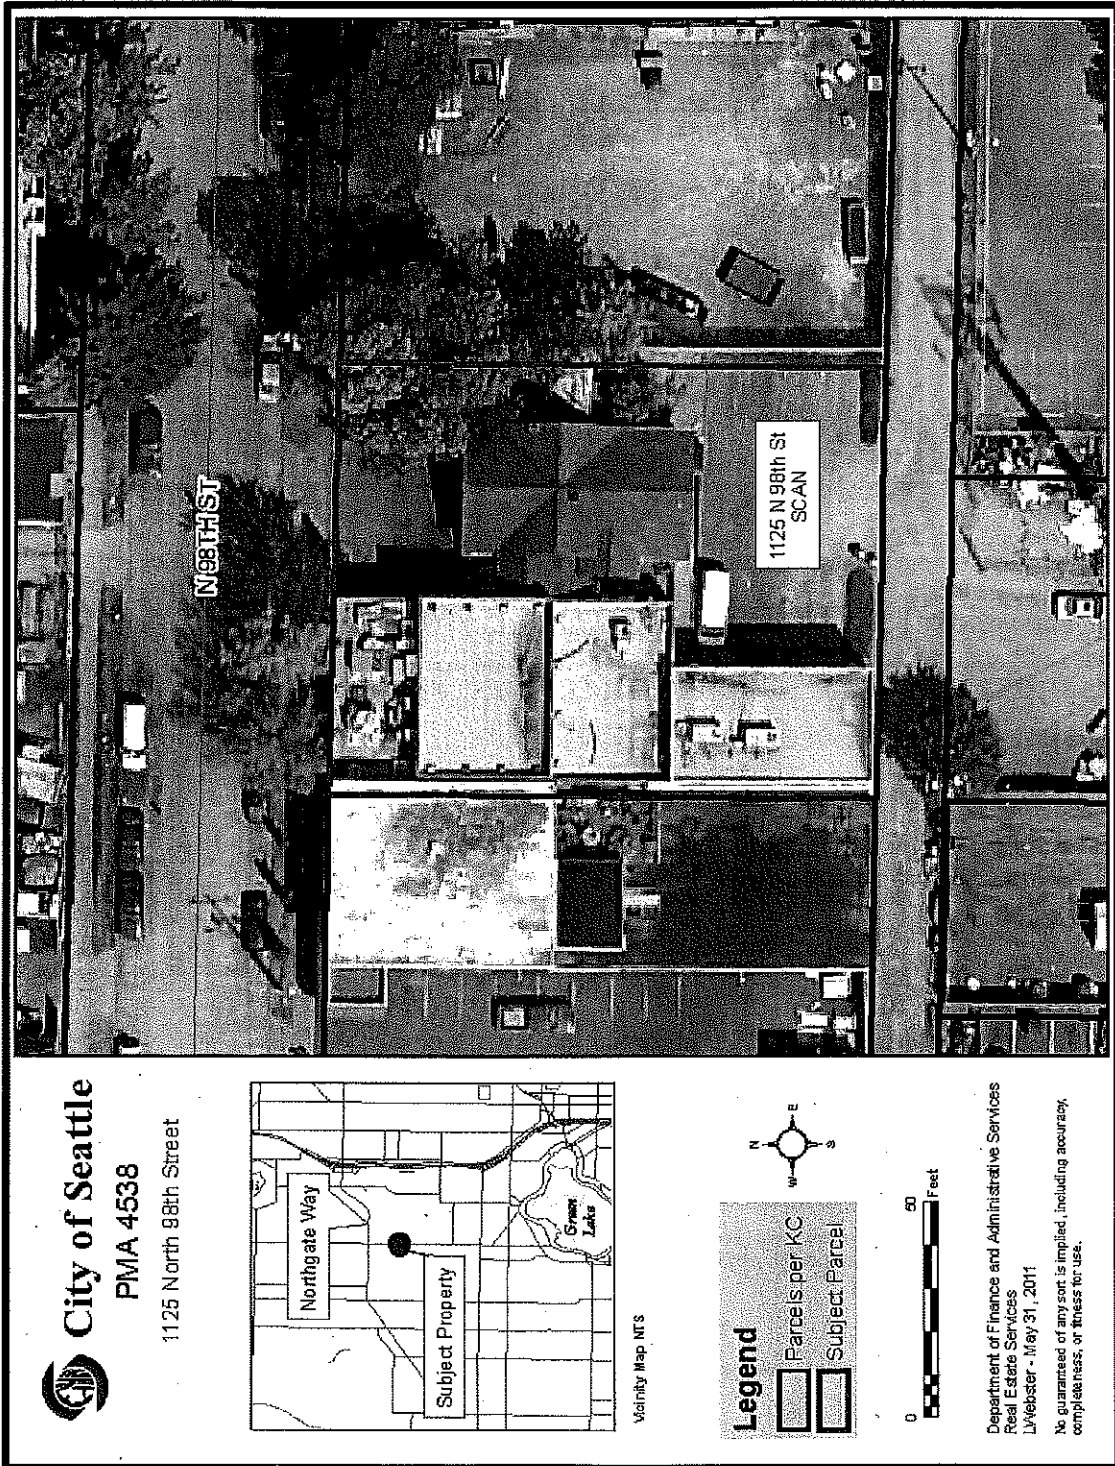 City of Seattle
PMA 4538
1125 North 98th Street
Northgate Way
Subject Property
Green
Lake
Vicinity Map NTS
Legend
Parcels per KC
Subject Parcel
N
E
S
W
0
50
Feet
Department of Finance and Administrative Services
Real Estate Services
LWebster - May 31, 2011
No guaranteed of any sort is implied, including accuracy,
completeness, or fitness for use.
N 98TH ST
1125 N 98th St
SCAN